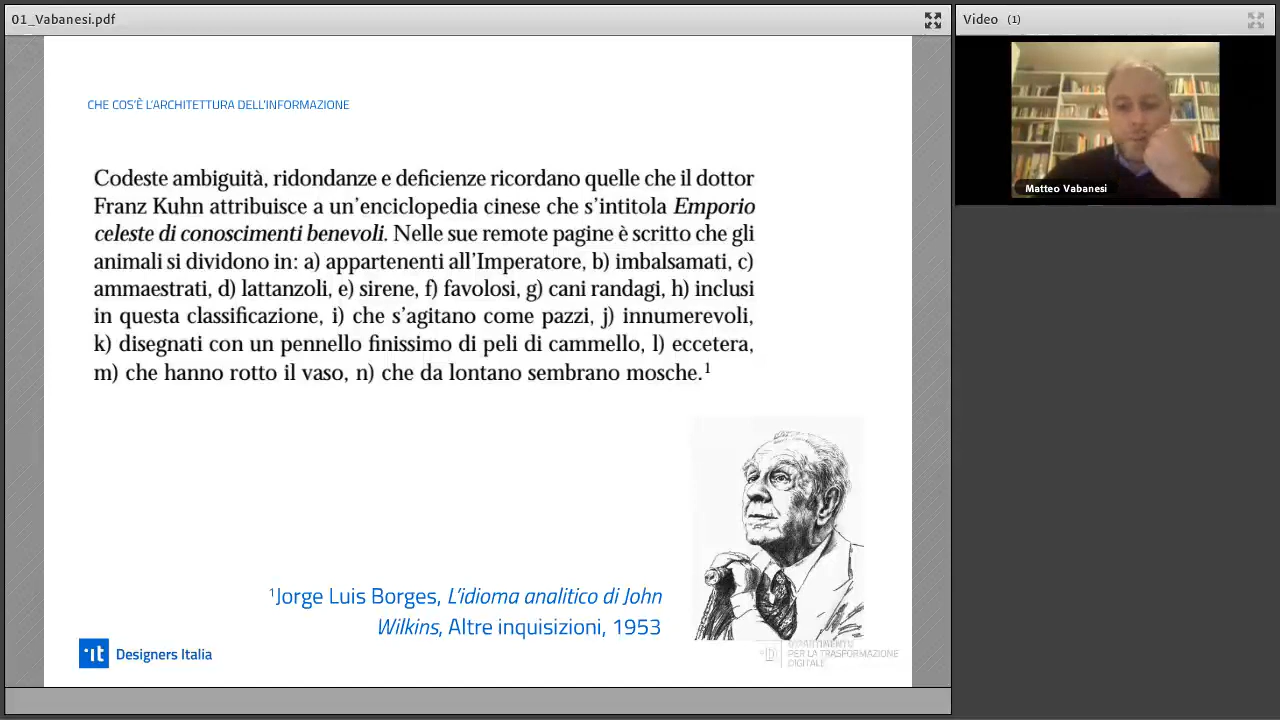 01_Vabanesi.pdf
Video (1)
CHE COS'È L'ARCHITETTURA DELL'INFORMAZIONE
Matteo Vabanesi
Codeste ambiguità, ridondanze e deficienze ricordano quelle che il dottor
Franz Kuhn attribuisce a un'enciclopedia cinese che s'intitola Emporio
celeste di conoscimenti benevoli. Nelle sue remote pagine è scritto che gli
animali si dividono in: a) appartenenti all'Imperatore, b) imbalsamati, c)
ammaestrati, d) lattanzoli, e) sirene, f) favolosi, g) cani randagi, h) inclusi
in questa classificazione, i) che s'agitano come pazzi, j) innumerevoli,
k) disegnati con un pennello finissimo di peli di cammello, l) eccetera,
m) che hanno rotto il vaso, n) che da lontano sembrano mosche.¹
¹Jorge Luis Borges, L'idioma analitico di John
Wilkins, Altre inquisizioni, 1953
·it Designers Italia
DIPARTIMENTO
PER LA TRASFORMAZIONE
DIGITALE